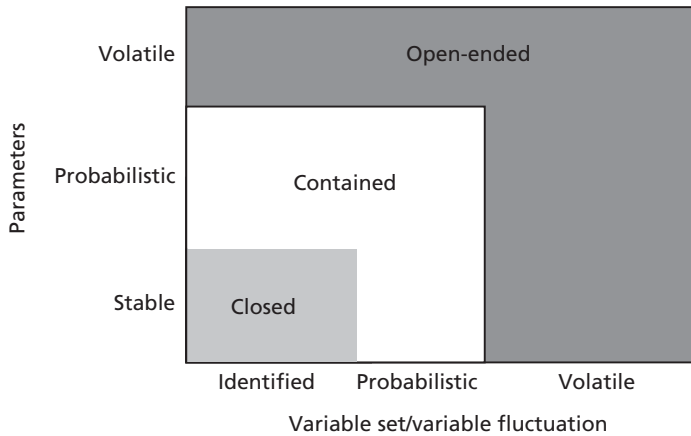 Volatile
Open-ended
Parameters
Probabilistic
Contained
Stable
Closed
Identified Probabilistic Volatile
Variable set/variable fluctuation